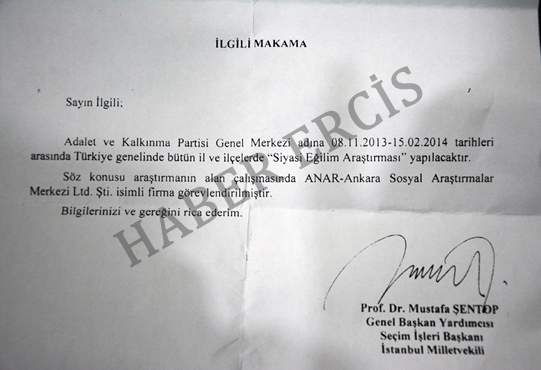 İLGİLİ MAKAMA
Sayın İlgili;
Adalet ve Kalkınma Partisi Genel Merkezi adına 08.11.2013-15.02.2014 tarihleri
arasında Türkiye genelinde bütün il ve ilçelerde "Siyasi Eğilim Araştırması" yapılacaktır.
Söz konusu araştırmanın alan çalışmasında ANAR-Ankara Sosyal Araştırmalar
Merkezi Ltd. Şti. isimli firma görevlendirilmiştir.
Bilgilerinizi ve gereğini rica ederim.
HABER ERCİS
Prof. Dr. Mustafa ŞENTOP
Genel Başkan Yardımcısı
Seçim İşleri Başkanı
İstanbul Milletvekili